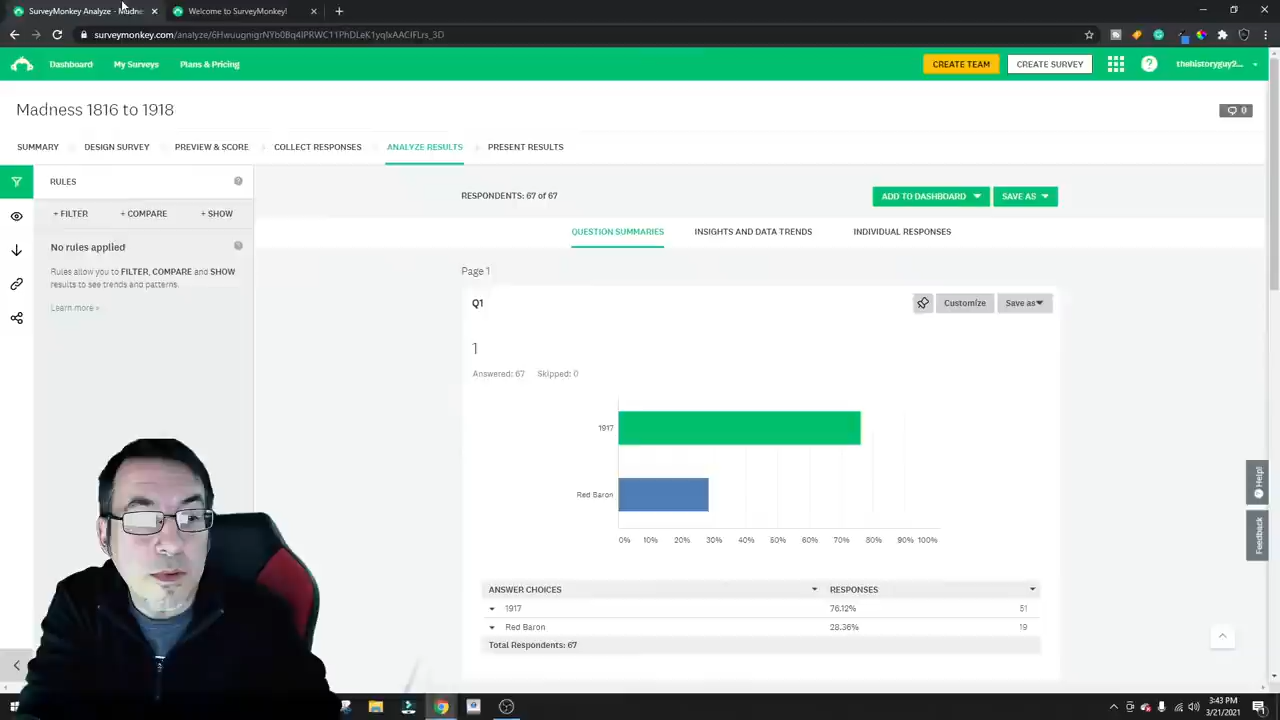 SurveyMonkey Analyze - Madne
Welcome to SurveyMonkey!
surveymonkey.com/analyze/
Dashboard
My Surveys
Plans & Pricing
CREATE TEAM
CREATE SURVEY
thehistoryguy2...
Madness 1816 to 1918
0
SUMMARY
DESIGN SURVEY
PREVIEW & SCORE
COLLECT RESPONSES
ANALYZE RESULTS
PRESENT RESULTS
RULES
RESPONDENTS: 67 of 67
ADD TO DASHBOARD
SAVE AS
+ FILTER
+ COMPARE
+ SHOW
QUESTION SUMMARIES
INSIGHTS AND DATA TRENDS
INDIVIDUAL RESPONSES
No rules applied
Rules allow you to FILTER, COMPARE and SHOW
results to see trends and patterns.
Learn more »
Page 1
Q1
Customize
Save as
1
Answered: 67
Skipped: 0
1917
Red Baron
0% 10% 20% 30% 40% 50% 60% 70% 80% 90% 100%
Help!
Feedback
ANSWER CHOICES
RESPONSES
1917
76.12%
51
Red Baron
28.36%
19
Total Respondents: 67
3:43 PM
3/21/2021